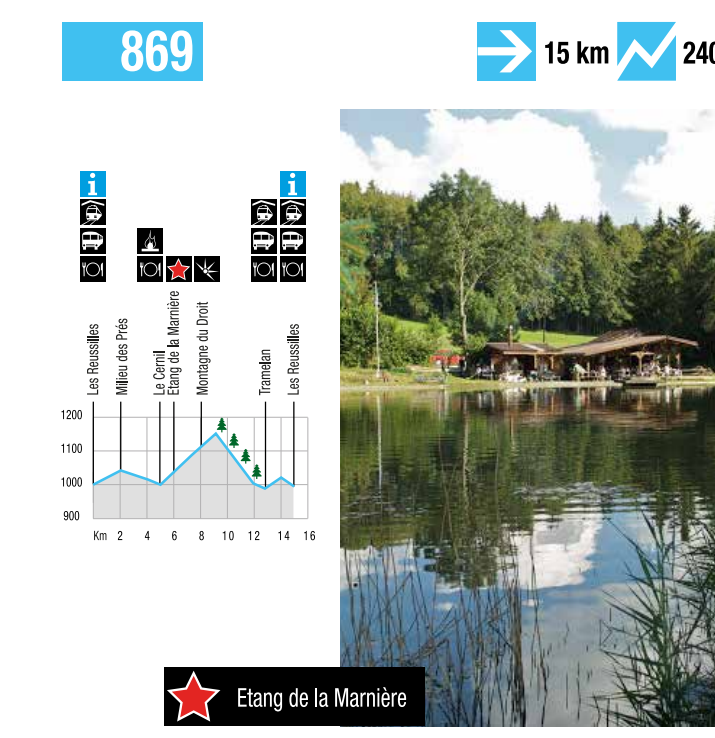 869
15 km
240
Les Reussilles
Milieu des Prés
Le Cernil
Etang de la Marnière
Montagne du Droit
Tramelan
Les Reussilles
1200
1100
1000
900
Km 2 4 6 8 10 12 14 16
Etang de la Marnière